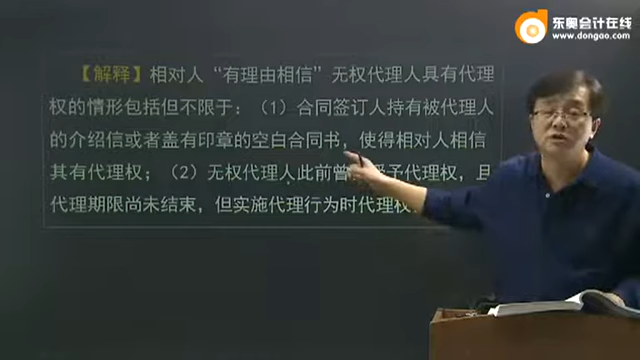 东奥会计在线
www.dongao.com
【解释】相对人“有理由相信”无权代理人具有代理
权的情形包括但不限于：（1）合同签订人持有被代理人
的介绍信或者盖有印章的空白合同书，使得相对人相信
其有代理权；（2）无权代理人此前曾 授予代理权，且
代理期限尚未结束，但实施代理行为时代理权